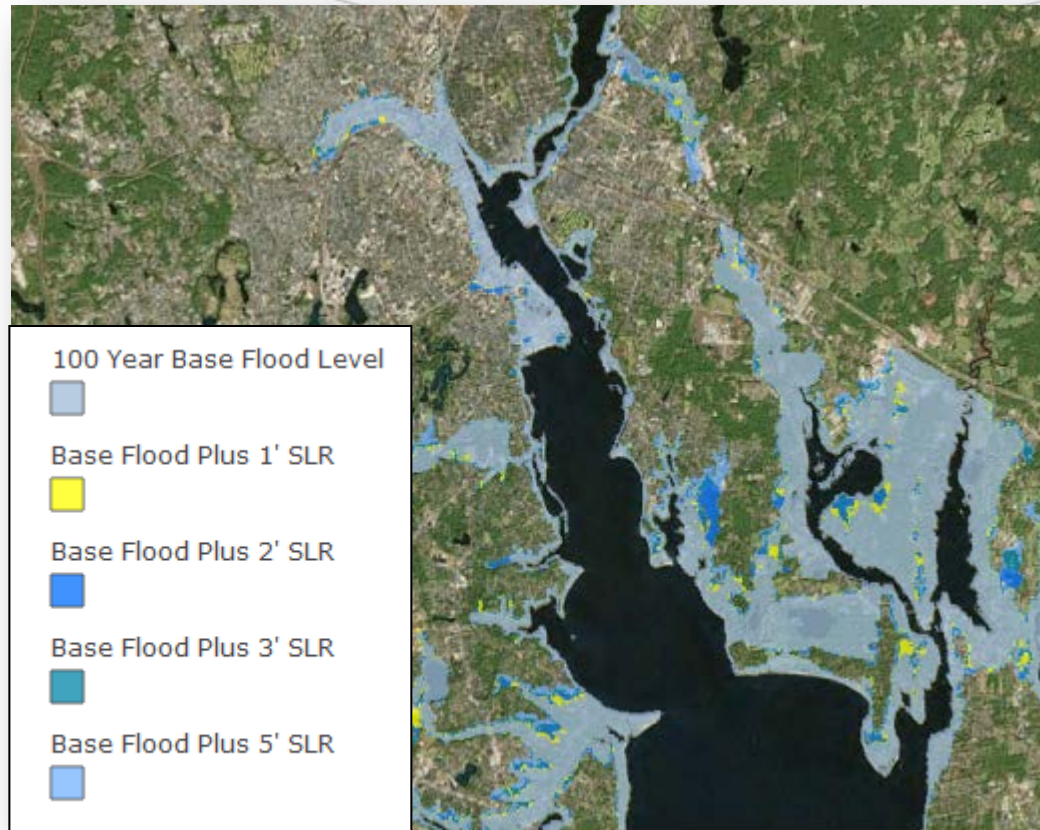 100 Year Base Flood Level
Base Flood Plus 1' SLR
Base Flood Plus 2' SLR
Base Flood Plus 3' SLR
Base Flood Plus 5' SLR